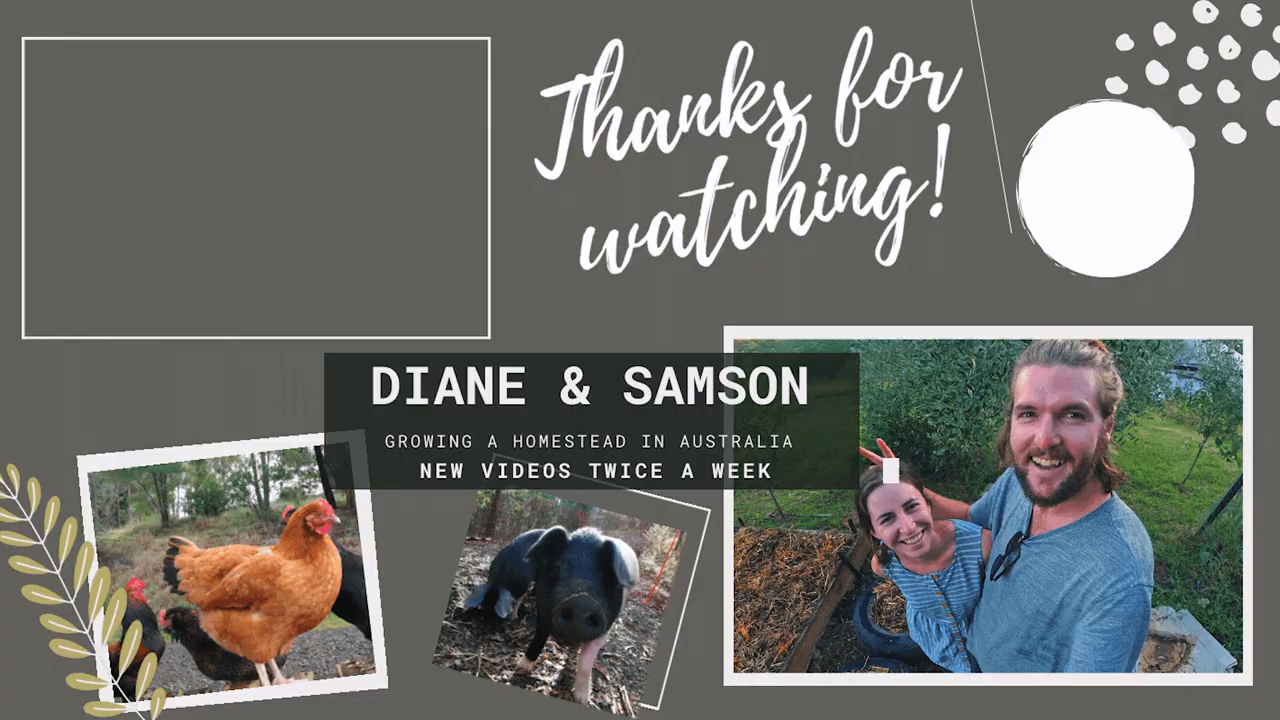 Thanks for
watching!
DIANE & SAMSON
GROWING A HOMESTEAD IN AUSTRALIA
NEW VIDEOS TWICE A WEEK